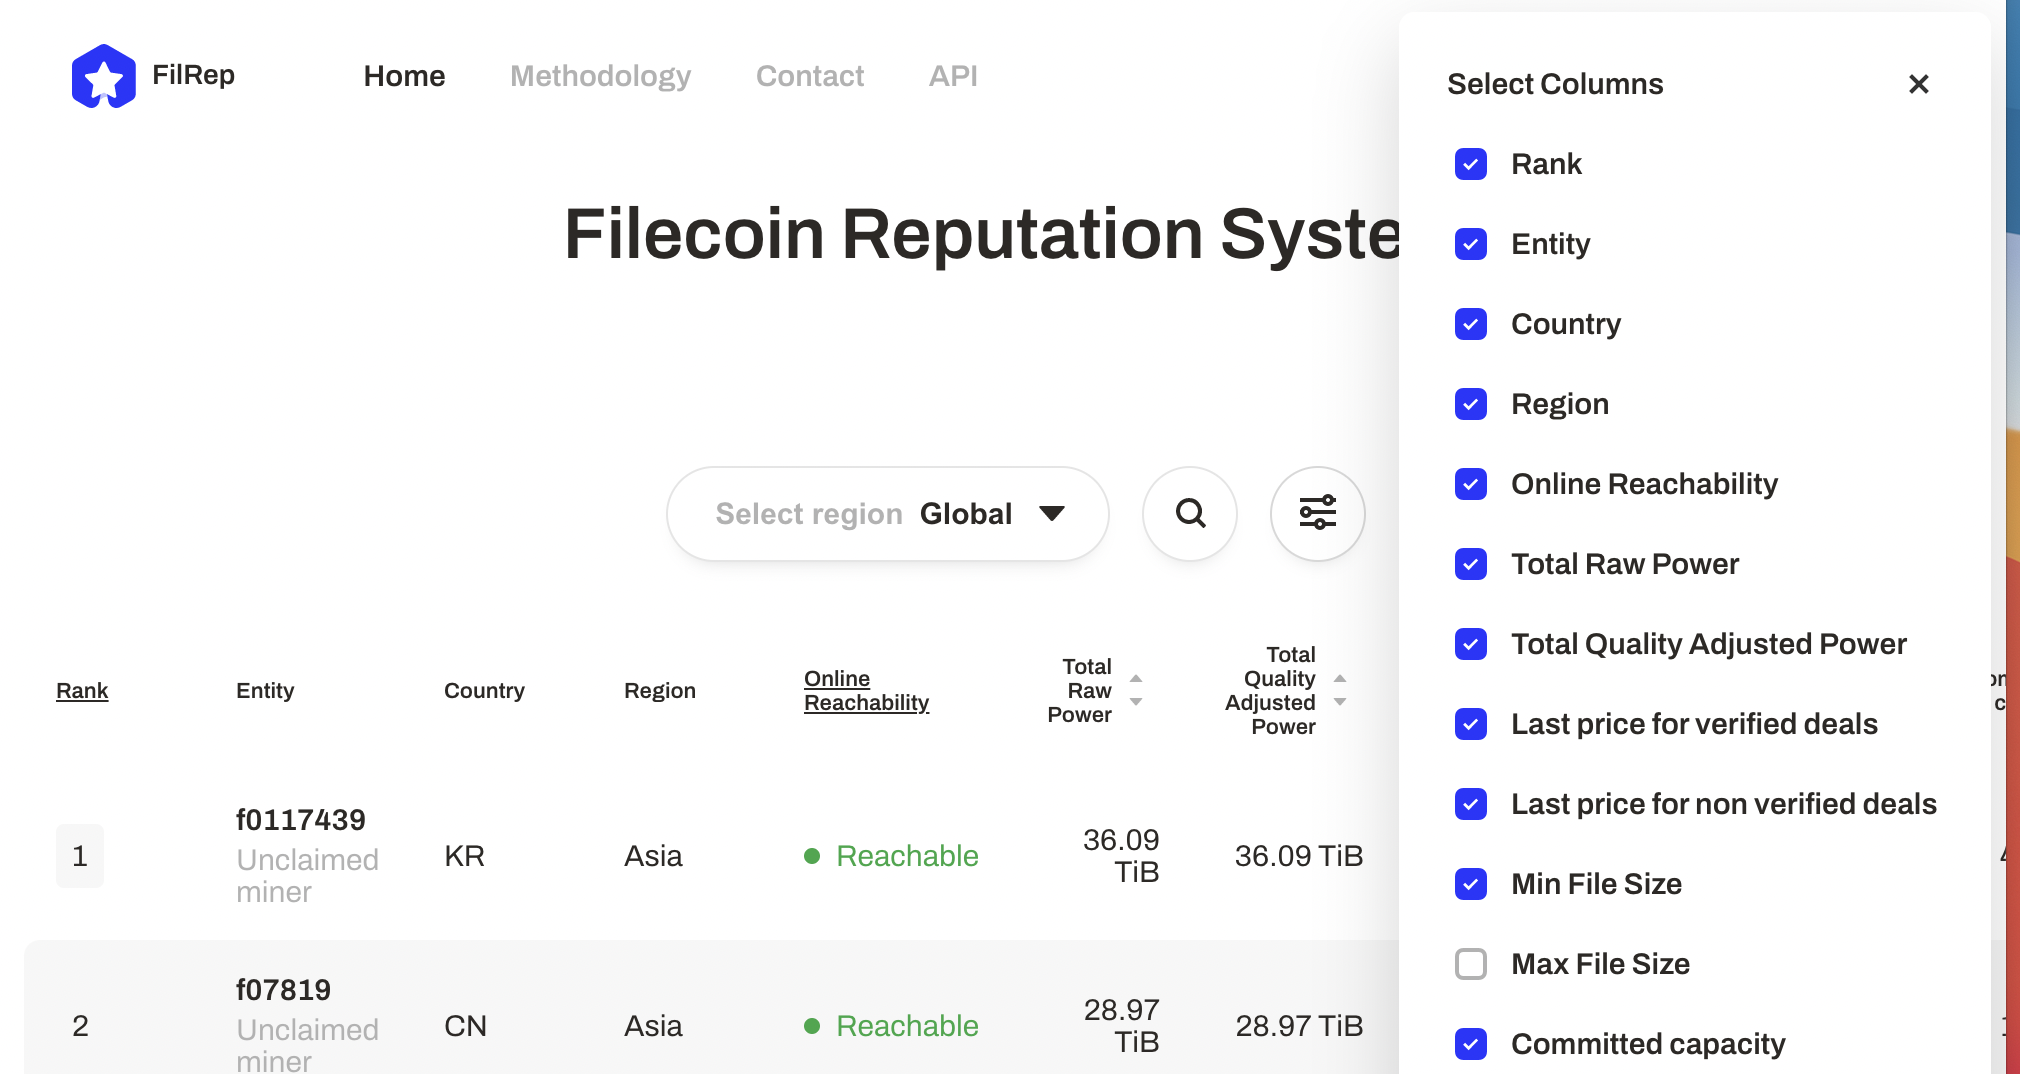 FilRep
Home
Methodology
Contact
API
Filecoin Reputation Syste
Select region Global
Rank
Entity
Country
Region
Online
Reachability
Total
Raw
Power
Total
Quality
Adjusted
Power
1
f0117439
Unclaimed
miner
KR
Asia
Reachable
36.09
TiB
36.09 TiB
2
f07819
Unclaimed
miner
CN
Asia
Reachable
28.97
TiB
28.97 TiB
Select Columns
Rank
Entity
Country
Region
Online Reachability
Total Raw Power
Total Quality Adjusted Power
Last price for verified deals
Last price for non verified deals
Min File Size
Max File Size
Committed capacity